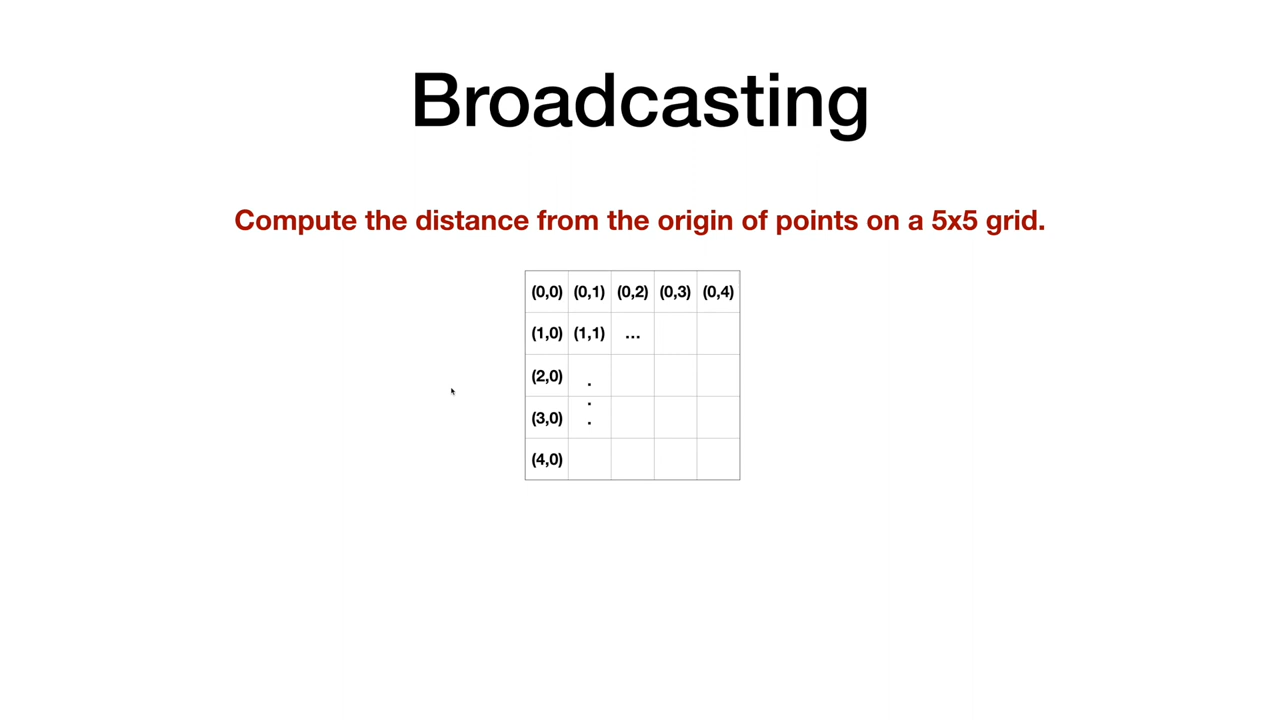 Broadcasting
Compute the distance from the origin of points on a 5x5 grid.
(0,0) (0,1) (0,2) (0,3) (0,4)
(1,0) (1,1) ...
(2,0) .
.
(3,0) .
(4,0)